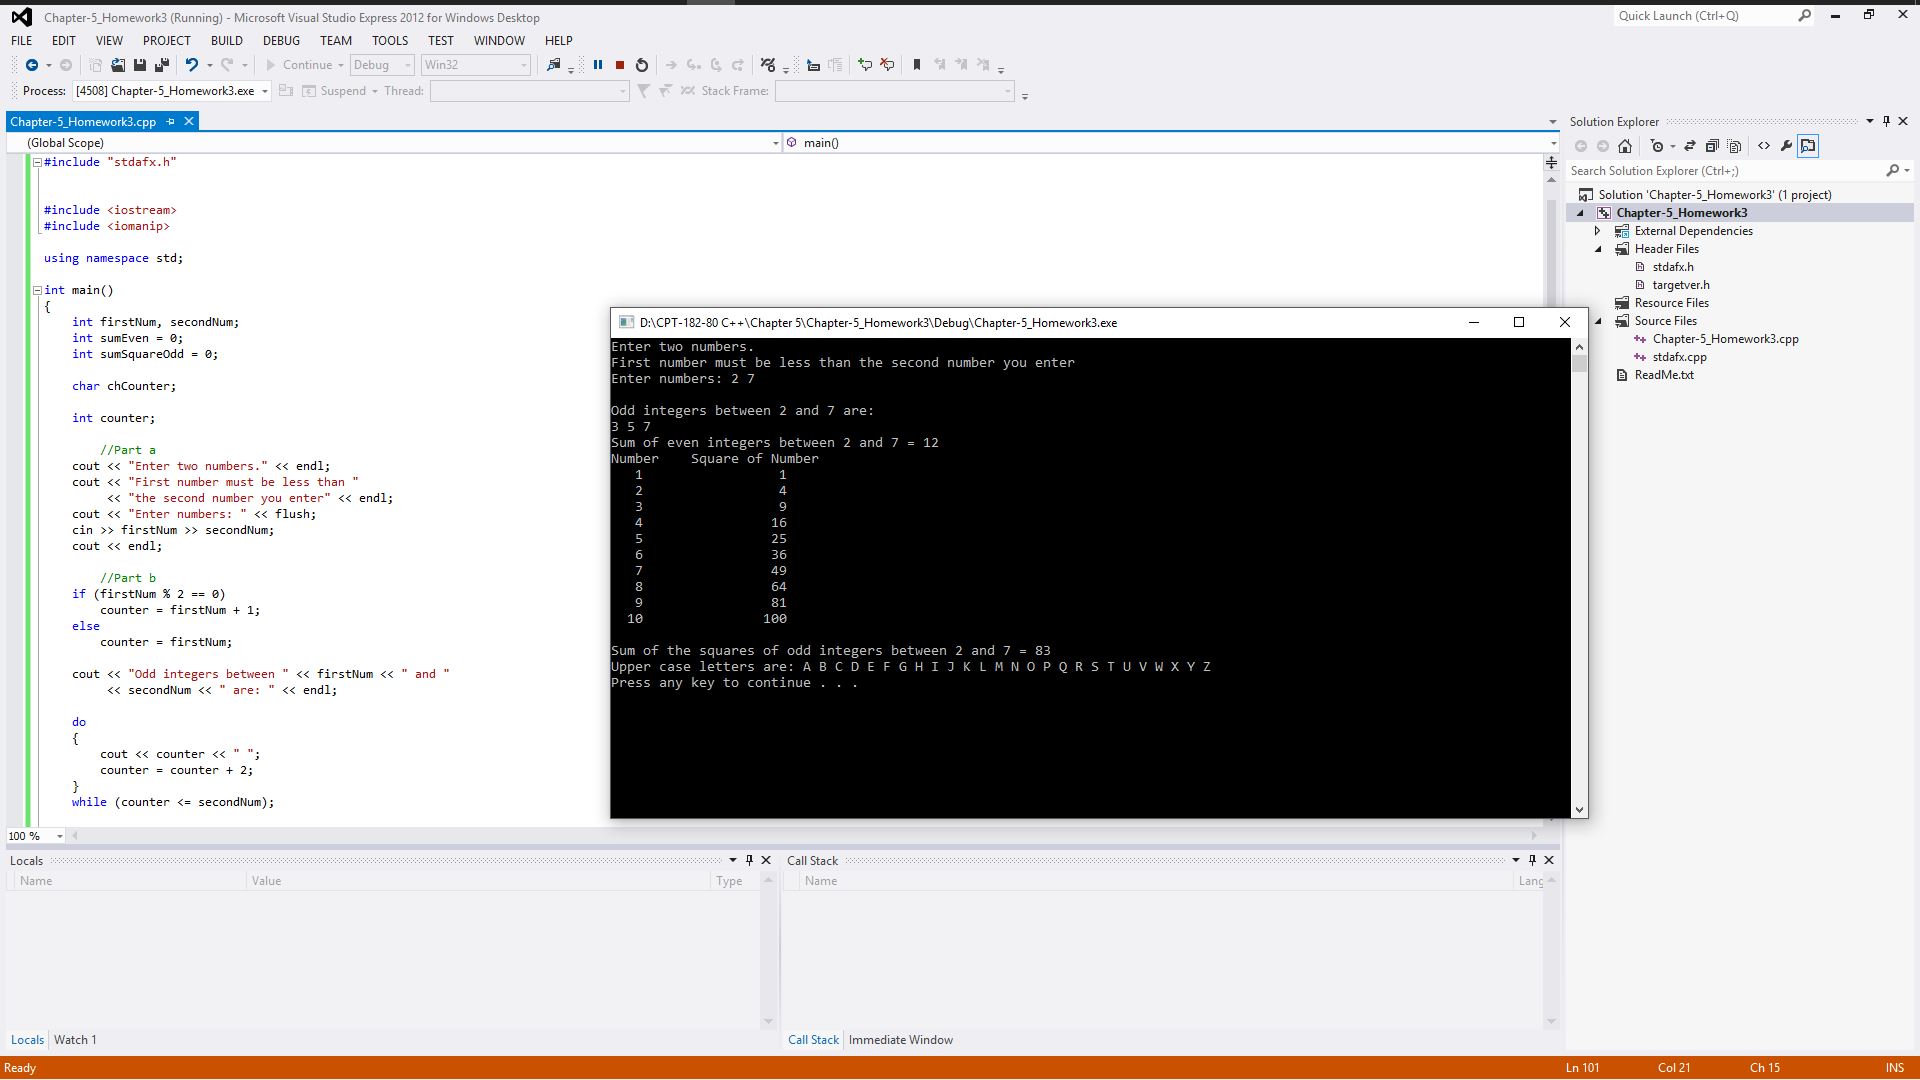 Chapter-5_Homework3 (Running) - Microsoft Visual Studio Express 2012 for Windows Desktop
Quick Launch (Ctrl+Q)
FILE EDIT VIEW PROJECT BUILD DEBUG TEAM TOOLS TEST WINDOW HELP
Continue Debug Win32
Process: [4508] Chapter-5_Homework3.exe Suspend Thread: Stack Frame:
Chapter-5_Homework3.cpp
(Global Scope) main()
#include "stdafx.h"
#include <iostream>
#include <iomanip>
using namespace std;
int main()
{
int firstNum, secondNum;
int sumEven = 0;
int sumSquareOdd = 0;
char chCounter;
int counter;
//Part a
cout << "Enter two numbers." << endl;
cout << "First number must be less than "
<< "the second number you enter" << endl;
cout << "Enter numbers: " << flush;
cin >> firstNum >> secondNum;
cout << endl;
//Part b
if (firstNum % 2 == 0)
counter = firstNum + 1;
else
counter = firstNum;
cout << "Odd integers between " << firstNum << " and "
<< secondNum << " are: " << endl;
do
{
cout << counter << " ";
counter = counter + 2;
}
while (counter <= secondNum);
100 %
D:\CPT-182-80 C++\Chapter 5\Chapter-5_Homework3\Debug\Chapter-5_Homework3.exe
Enter two numbers.
First number must be less than the second number you enter
Enter numbers: 2 7
Odd integers between 2 and 7 are:
3 5 7
Sum of even integers between 2 and 7 = 12
Number Square of Number
1 1
2 4
3 9
4 16
5 25
6 36
7 49
8 64
9 81
10 100
Sum of the squares of odd integers between 2 and 7 = 83
Upper case letters are: A B C D E F G H I J K L M N O P Q R S T U V W X Y Z
Press any key to continue . . .
Solution Explorer
Search Solution Explorer (Ctrl+;)
Solution 'Chapter-5_Homework3' (1 project)
Chapter-5_Homework3
External Dependencies
Header Files
stdafx.h
targetver.h
Resource Files
Source Files
Chapter-5_Homework3.cpp
stdafx.cpp
ReadMe.txt
Locals
Name Value Type
Locals Watch 1
Call Stack
Name Lang
Call Stack Immediate Window
Ready Ln 101 Col 21 Ch 15 INS